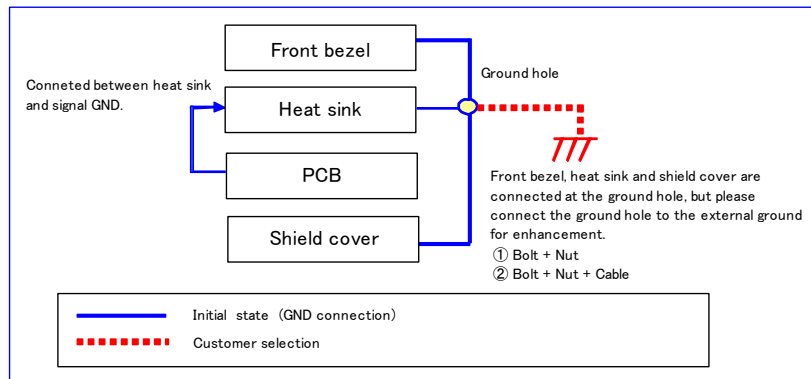 Front bezel
Ground hole
Conneted between heat sink
and signal GND.
Heat sink
PCB
Front bezel, heat sink and shield cover are
connected at the ground hole, but please
connect the ground hole to the external ground
for enhancement.
① Bolt + Nut
② Bolt + Nut + Cable
Shield cover
Initial state (GND connection)
Customer selection